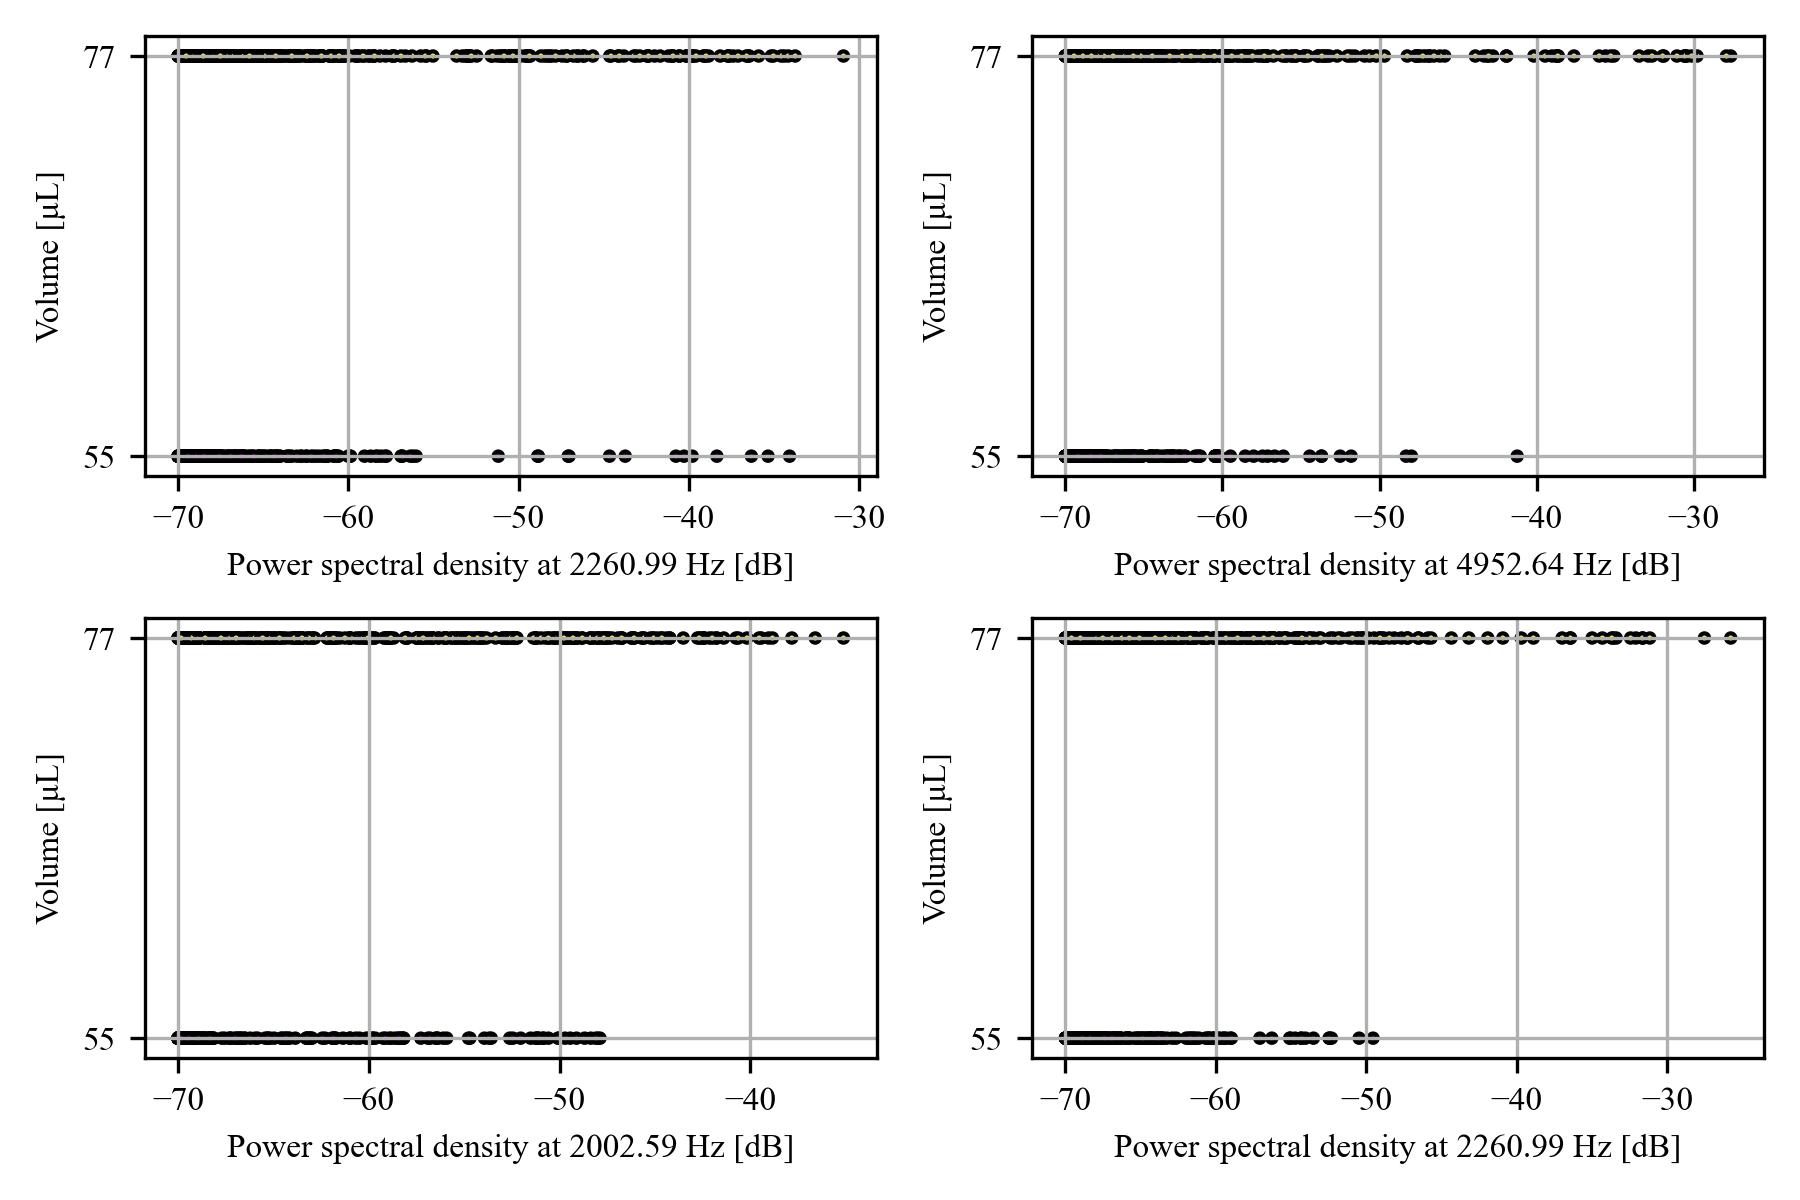 77
55
Volume [µL]
−70 −60 −50 −40 −30
Power spectral density at 2260.99 Hz [dB]
77
55
Volume [µL]
−70 −60 −50 −40 −30
Power spectral density at 4952.64 Hz [dB]
77
55
Volume [µL]
−70 −60 −50 −40
Power spectral density at 2002.59 Hz [dB]
77
55
Volume [µL]
−70 −60 −50 −40 −30
Power spectral density at 2260.99 Hz [dB]